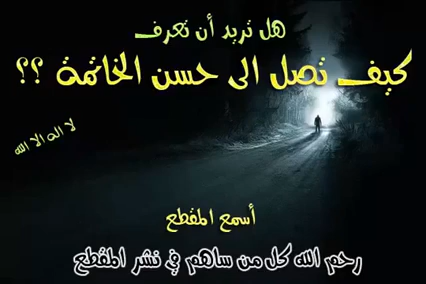 هل تريد أن تعرف
كيف تصل الى حسن الخاتمة ؟؟
لا اله الا الله
أسمع المقطع
رحم الله كل من ساهم في نشر المقطع